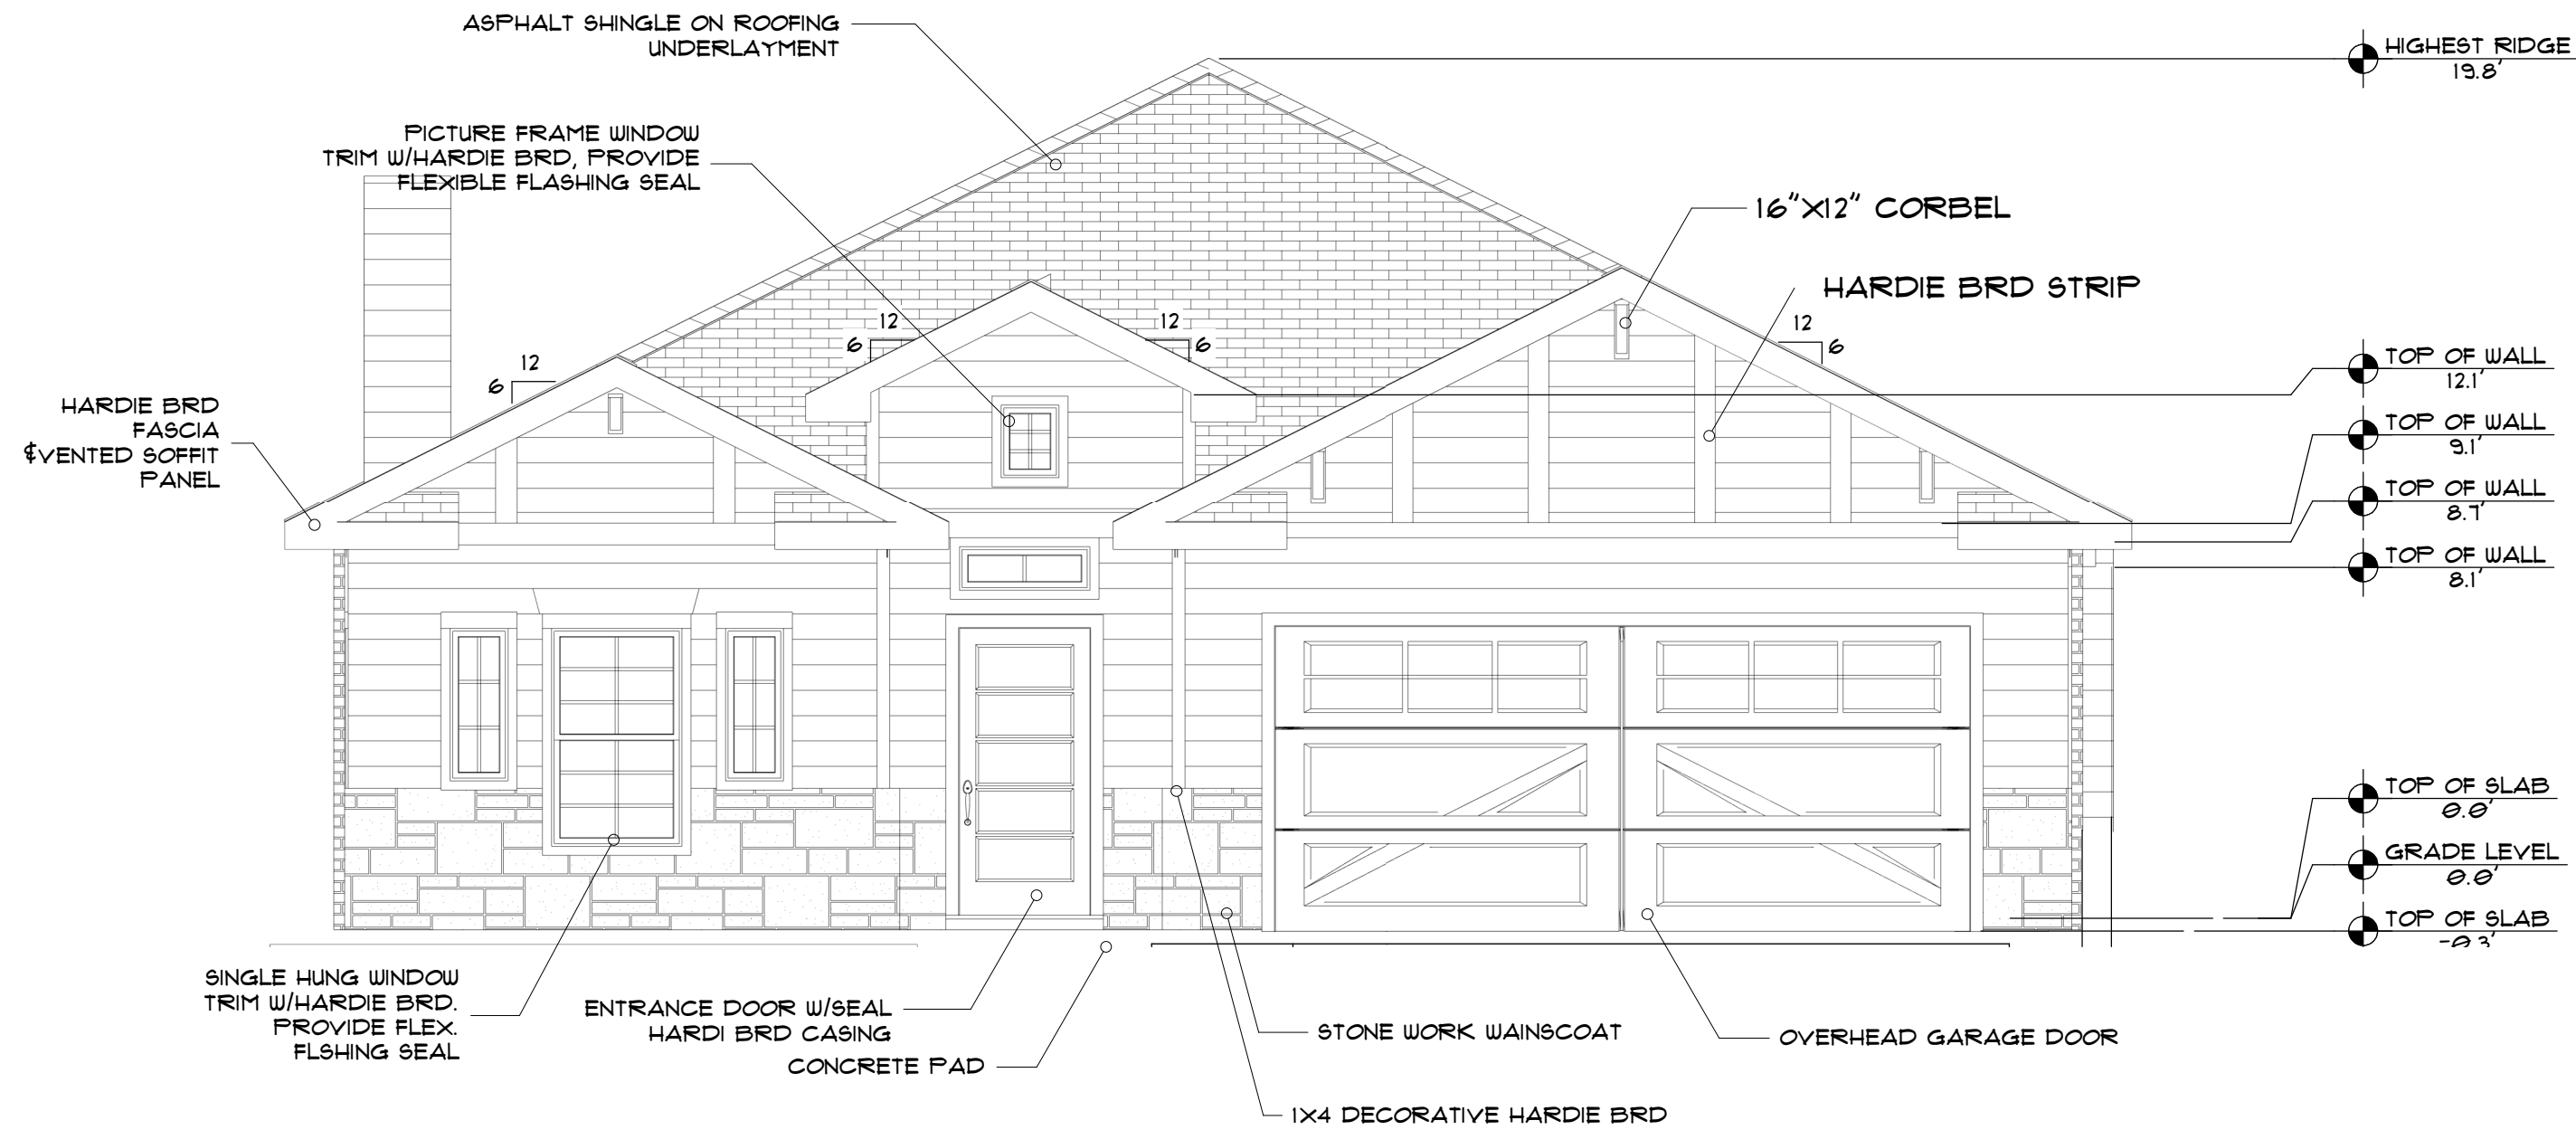 ASPHALT SHINGLE ON ROOFING
UNDERLAYMENT
HIGHEST RIDGE
19.8'
PICTURE FRAME WINDOW
TRIM W/HARDIE BRD, PROVIDE
FLEXIBLE FLASHING SEAL
16"X12" CORBEL
HARDIE BRD STRIP
12
6
12
6
12
6
12
6
TOP OF WALL
12.1'
HARDIE BRD
FASCIA
&VENTED SOFFIT
PANEL
TOP OF WALL
9.1'
TOP OF WALL
8.7'
TOP OF WALL
8.1'
TOP OF SLAB
0.0'
GRADE LEVEL
0.0'
TOP OF SLAB
-0.3'
SINGLE HUNG WINDOW
TRIM W/HARDIE BRD.
PROVIDE FLEX.
FLSHING SEAL
ENTRANCE DOOR W/SEAL
HARDI BRD CASING
CONCRETE PAD
STONE WORK WAINSCOAT
OVERHEAD GARAGE DOOR
1X4 DECORATIVE HARDIE BRD